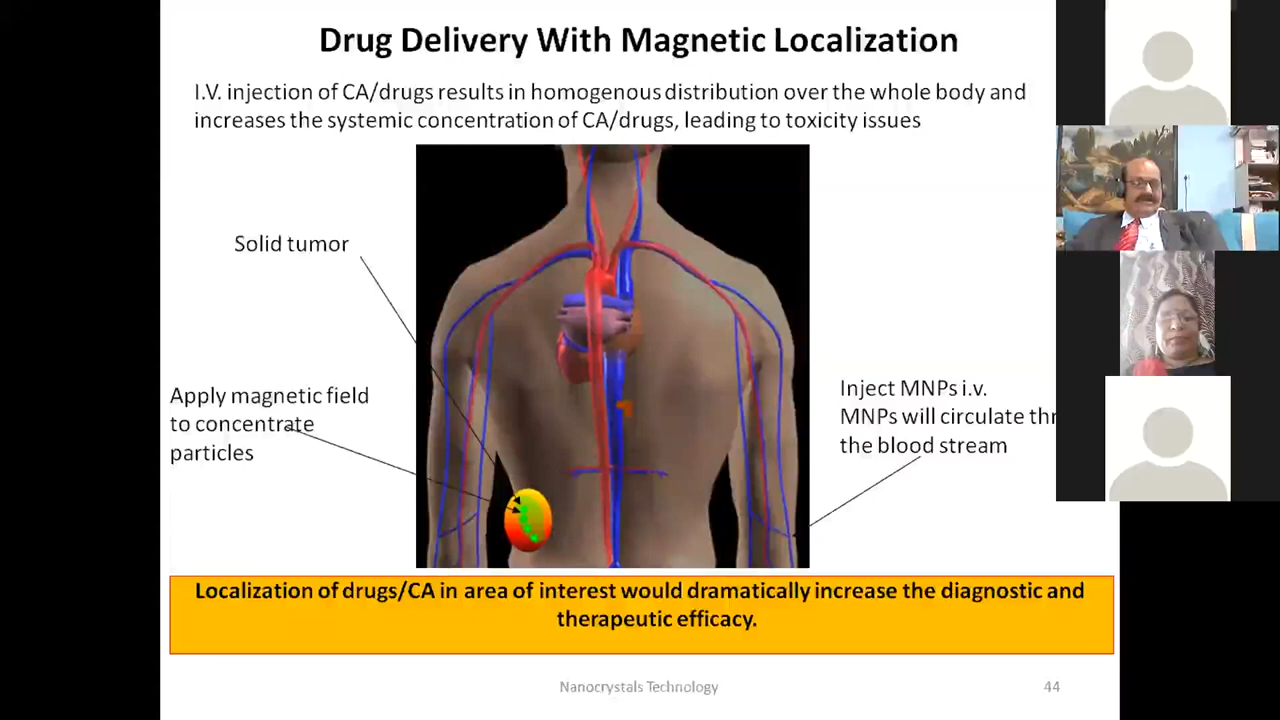 Drug Delivery With Magnetic Localization
I.V. injection of CA/drugs results in homogenous distribution over the whole body and
increases the systemic concentration of CA/drugs, leading to toxicity issues
Solid tumor
Apply magnetic field
to concentrate
particles
Inject MNPs i.v.
MNPs will circulate thr
the blood stream
Localization of drugs/CA in area of interest would dramatically increase the diagnostic and
therapeutic efficacy.
Nanocrystals Technology
44